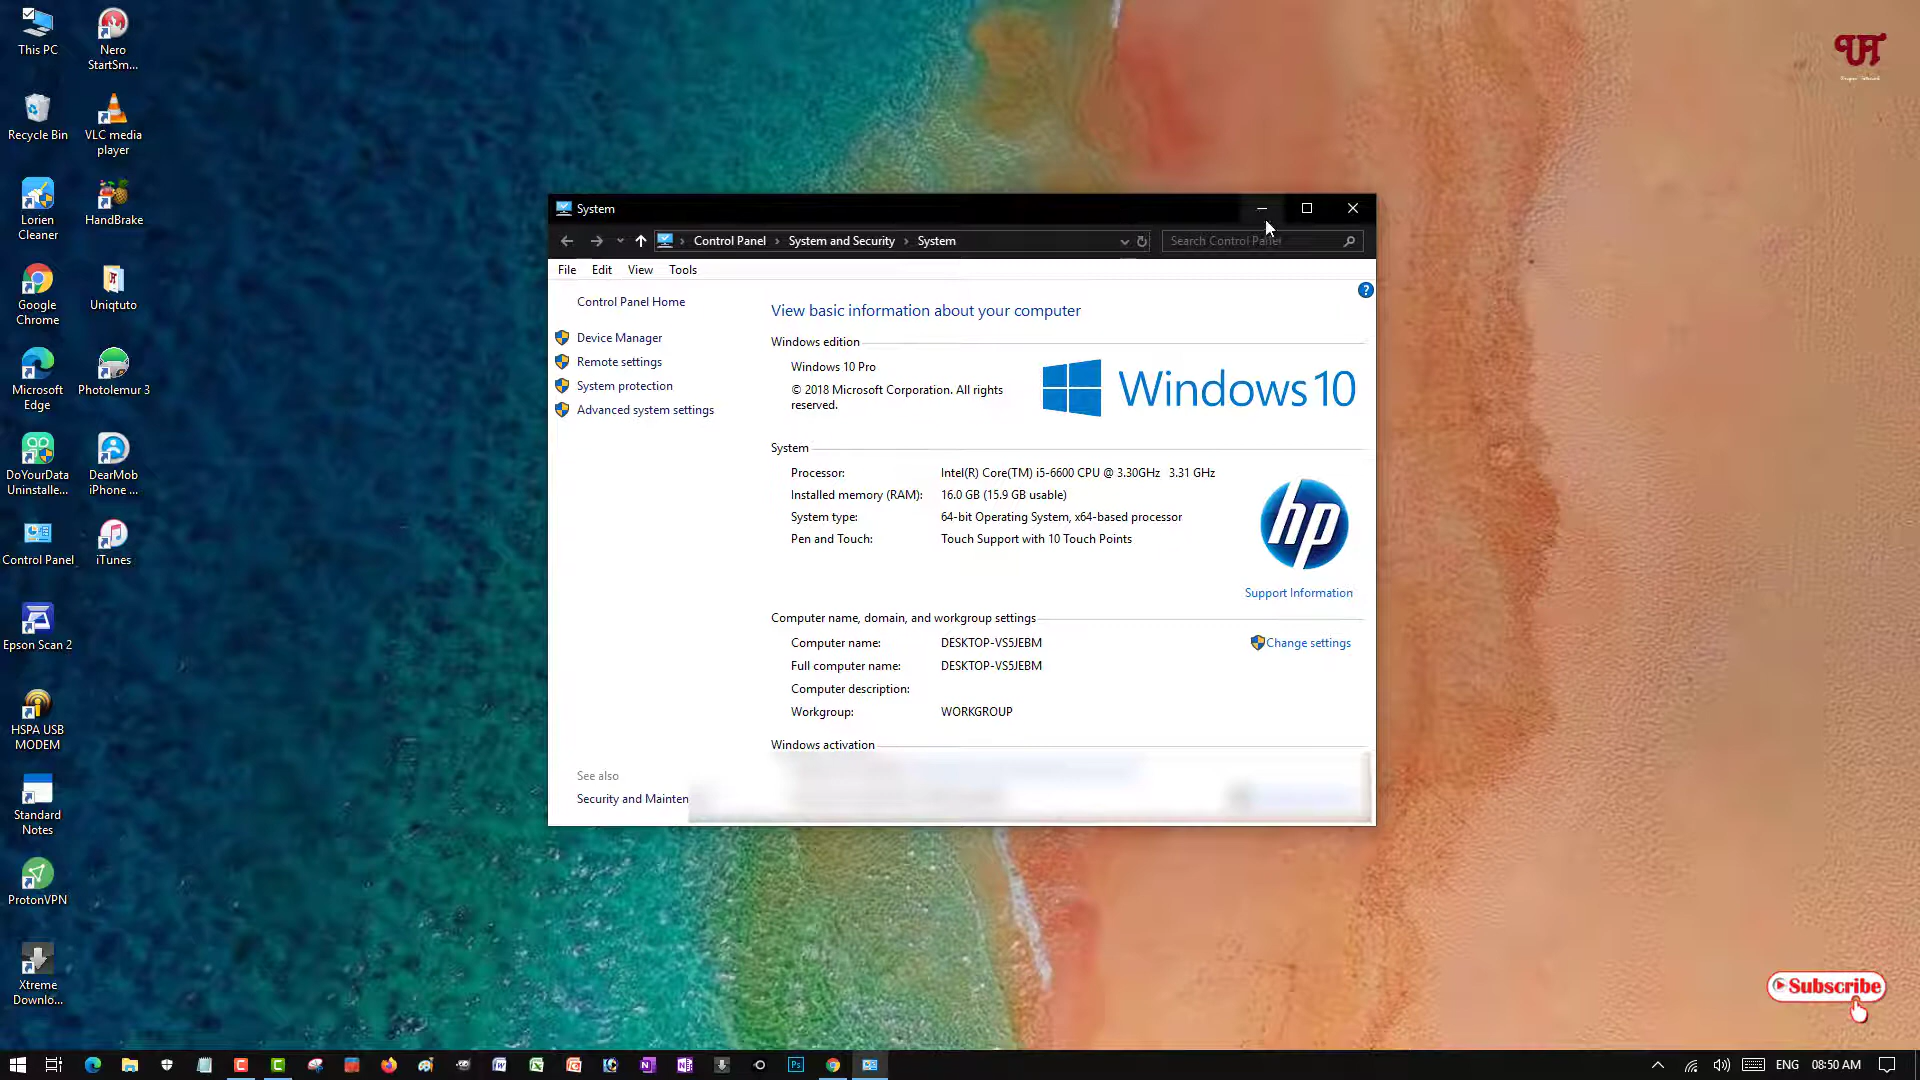 This PC
Nero
StartSm...
Recycle Bin
VLC media
player
Lorien
Cleaner
HandBrake
Google
Chrome
Uniqtuto
Microsoft
Edge
Photolemur 3
DoYourData
Uninstalle...
DearMob
iPhone ...
Control Panel
iTunes
Epson Scan 2
HSPA USB
MODEM
Standard
Notes
ProtonVPN
Xtreme
Downlo...
System
Control Panel › System and Security › System
Search Control Panel
File Edit View Tools
Control Panel Home
Device Manager
Remote settings
System protection
Advanced system settings
See also
Security and Mainten
View basic information about your computer
Windows edition
Windows 10 Pro
© 2018 Microsoft Corporation. All rights
reserved.
Windows 10
System
Processor: Intel(R) Core(TM) i5-6600 CPU @ 3.30GHz 3.31 GHz
Installed memory (RAM): 16.0 GB (15.9 GB usable)
System type: 64-bit Operating System, x64-based processor
Pen and Touch: Touch Support with 10 Touch Points
hp
Support Information
Computer name, domain, and workgroup settings
Computer name: DESKTOP-VS5JEBM
Change settings
Full computer name: DESKTOP-VS5JEBM
Computer description:
Workgroup: WORKGROUP
Windows activation
UT
Subscribe
ENG 08:50 AM